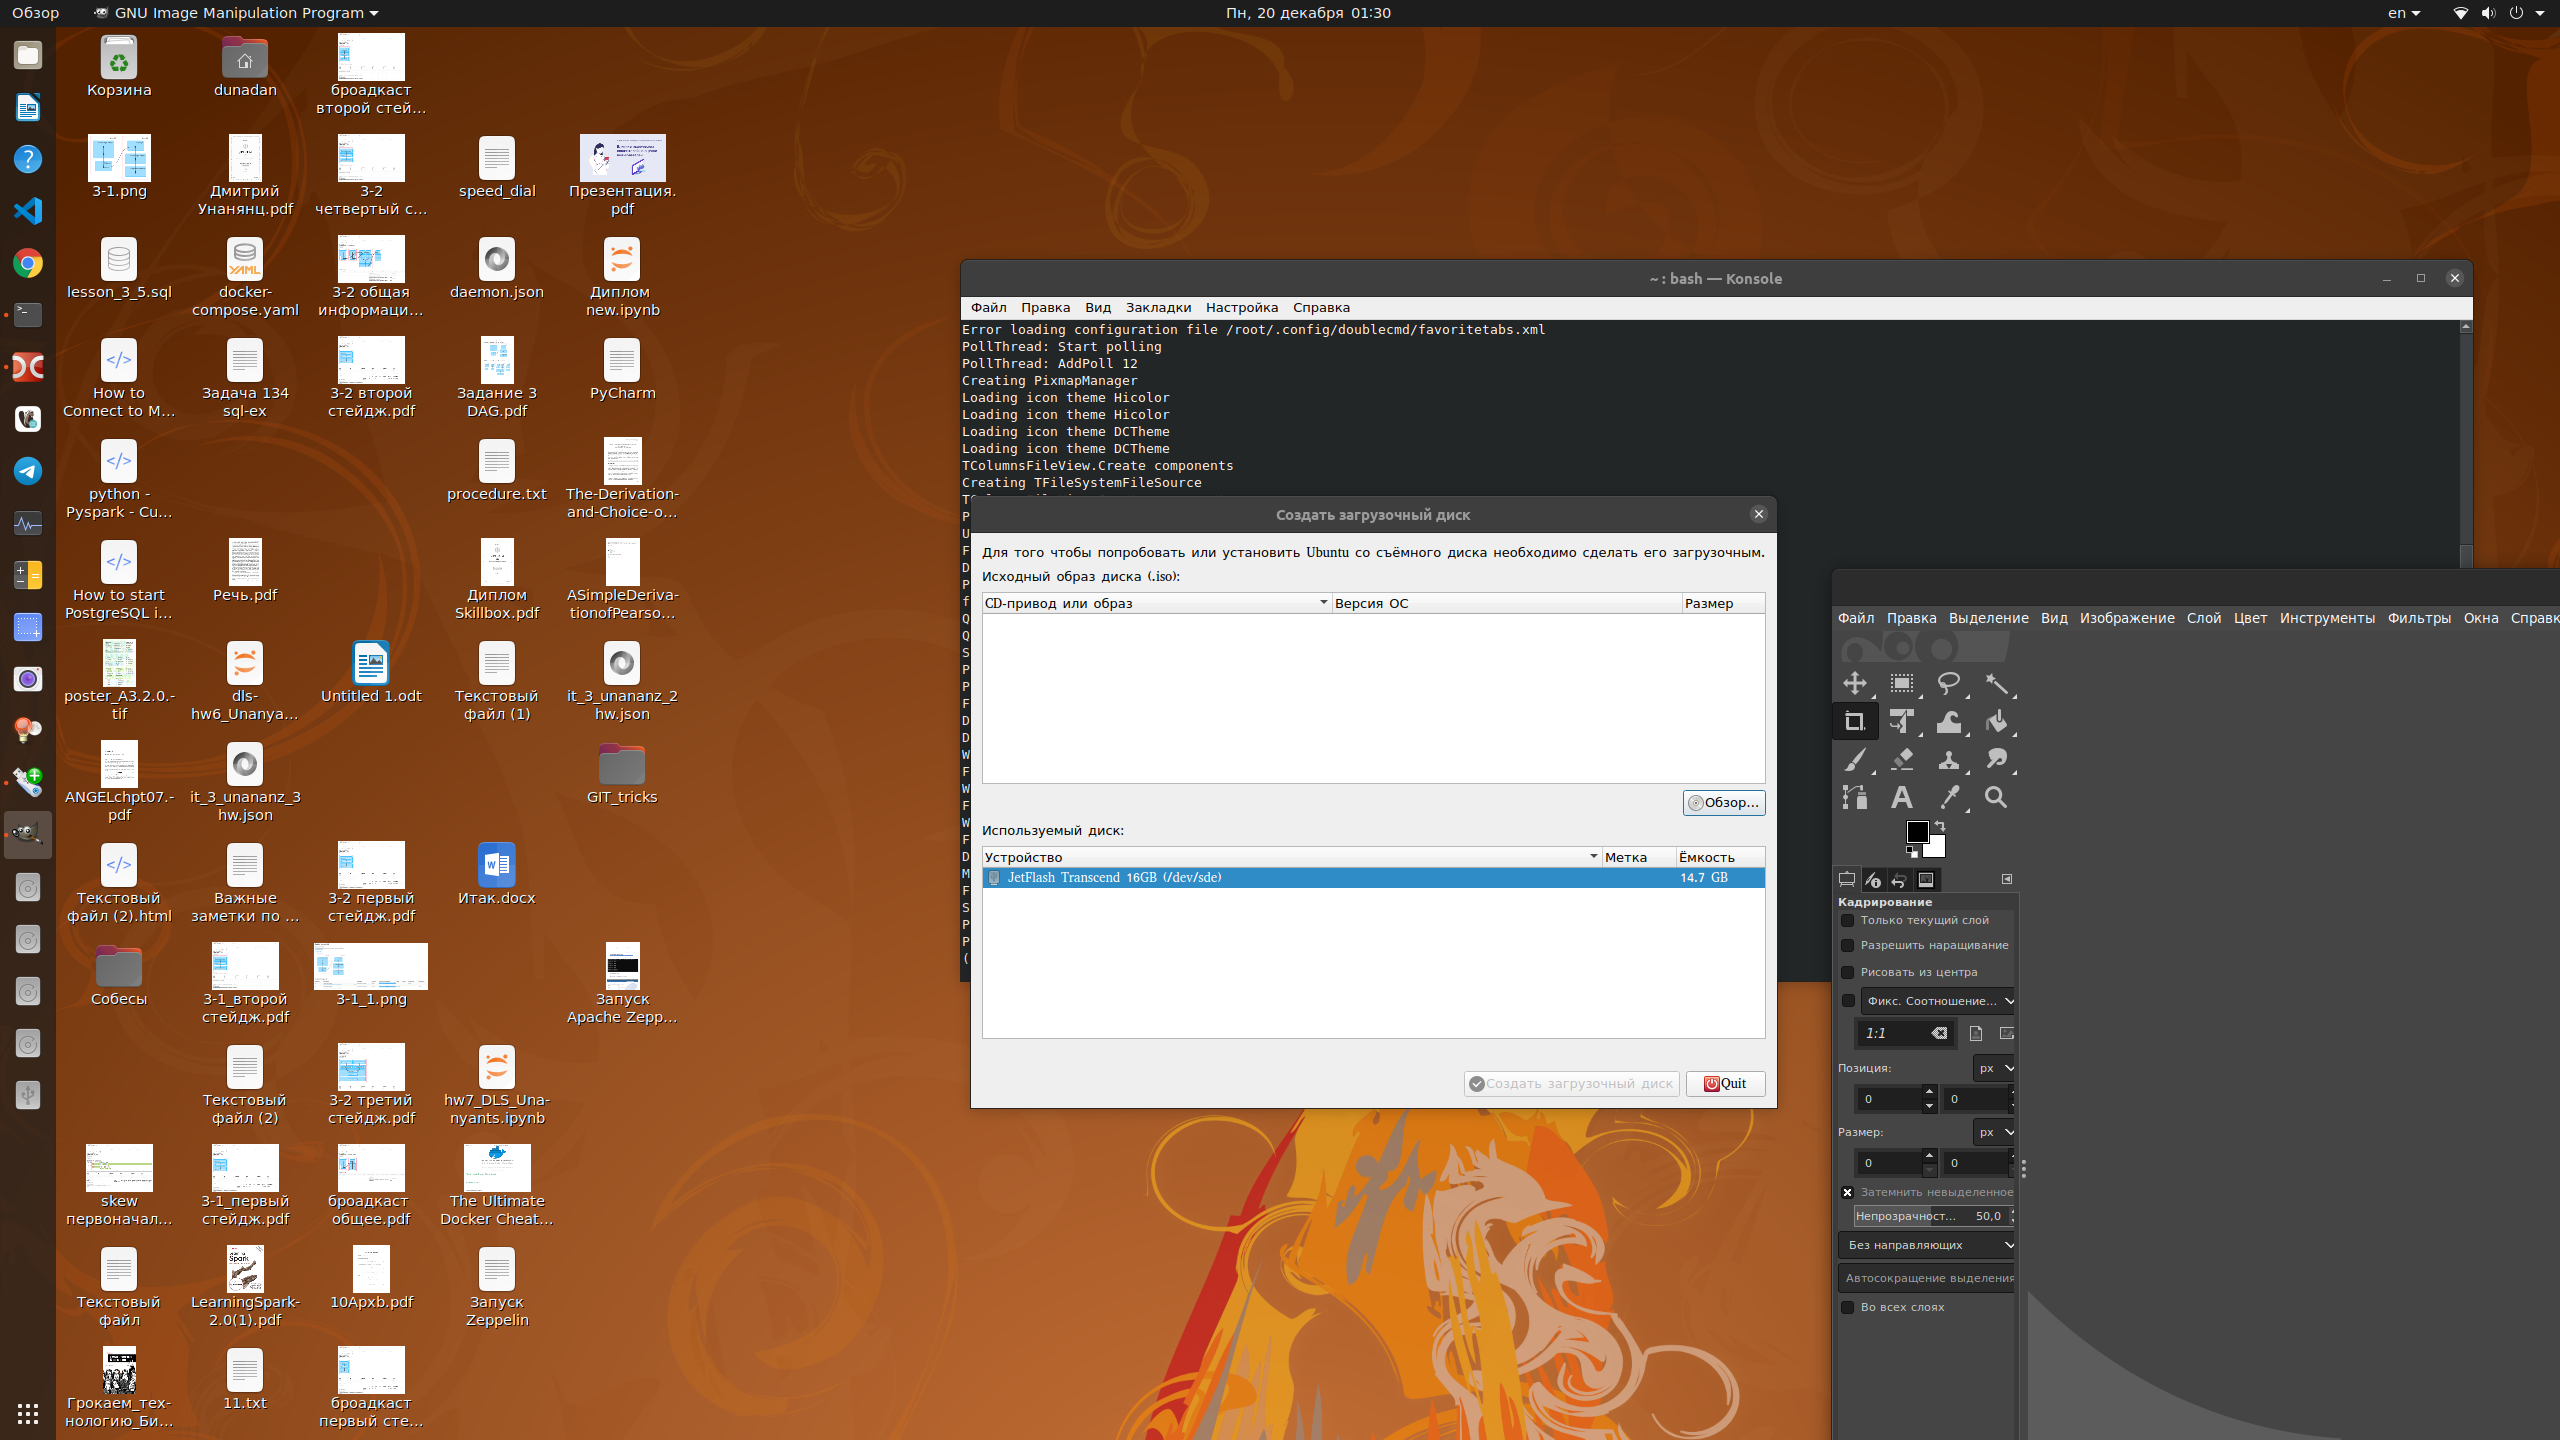 Обзор
GNU Image Manipulation Program
Пн, 20 декабря 01:30
en
Корзина
dunadan
броадкаст
второй стей...
3-1.png
Дмитрий
Унанянц.pdf
3-2
четвертый с...
speed_dial
Презентация.
pdf
lesson_3_5.sql
docker-
compose.yaml
3-2 общая
информаци...
daemon.json
Диплом
new.ipynb
How to
Connect to M...
Задача 134
sql-ex
3-2 второй
стейдж.pdf
Задание 3
DAG.pdf
PyCharm
python -
Pyspark - Cu...
procedure.txt
The-Derivation-
and-Choice-o...
How to start
PostgreSQL i...
Речь.pdf
Диплом
Skillbox.pdf
ASimpleDeriva-
tionofPearso...
poster_A3.2.0.-
tif
dls-
hw6_Unanya...
Untitled 1.odt
Текстовый
файл (1)
it_3_unananz_2
hw.json
ANGELchpt07.-
pdf
it_3_unananz_3
hw.json
GIT_tricks
Текстовый
файл (2).html
Важные
заметки по ...
3-2 первый
стейдж.pdf
Итак.docx
Собесы
3-1_второй
стейдж.pdf
3-1_1.png
Запуск
Apache Zepp...
Текстовый
файл (2)
3-2 третий
стейдж.pdf
hw7_DLS_Una-
nyants.ipynb
skew
первоначал...
3-1_первый
стейдж.pdf
броадкаст
общее.pdf
The Ultimate
Docker Cheat...
Текстовый
файл
LearningSpark-
2.0(1).pdf
10Apxb.pdf
Запуск
Zeppelin
Грокаем_тех-
нологию_Би...
11.txt
броадкаст
первый сте...
~ : bash — Konsole
Файл Правка Вид Закладки Настройка Справка
Error loading configuration file /root/.config/doublecmd/favoritetabs.xml
PollThread: Start polling
PollThread: AddPoll 12
Creating PixmapManager
Loading icon theme Hicolor
Loading icon theme Hicolor
Loading icon theme DCTheme
Loading icon theme DCTheme
TColumnsFileView.Create components
Creating TFileSystemFileSource
Создать загрузочный диск
Для того чтобы попробовать или установить Ubuntu со съёмного диска необходимо сделать его загрузочным.
Исходный образ диска (.iso):
CD-привод или образ Версия ОС Размер
Обзор...
Используемый диск:
Устройство Метка Ёмкость
JetFlash Transcend 16GB (/dev/sde) 14.7 GB
Создать загрузочный диск Quit
Файл Правка Выделение Вид Изображение Слой Цвет Инструменты Фильтры Окна Справк
Кадрирование
Только текущий слой
Разрешить наращивание
Рисовать из центра
Фикс. Соотношение...
1:1
Позиция: px
0 0
Размер: px
0 0
Затемнить невыделенное
Непрозрачност... 50,0
Без направляющих
Автосокращение выделения
Во всех слоях